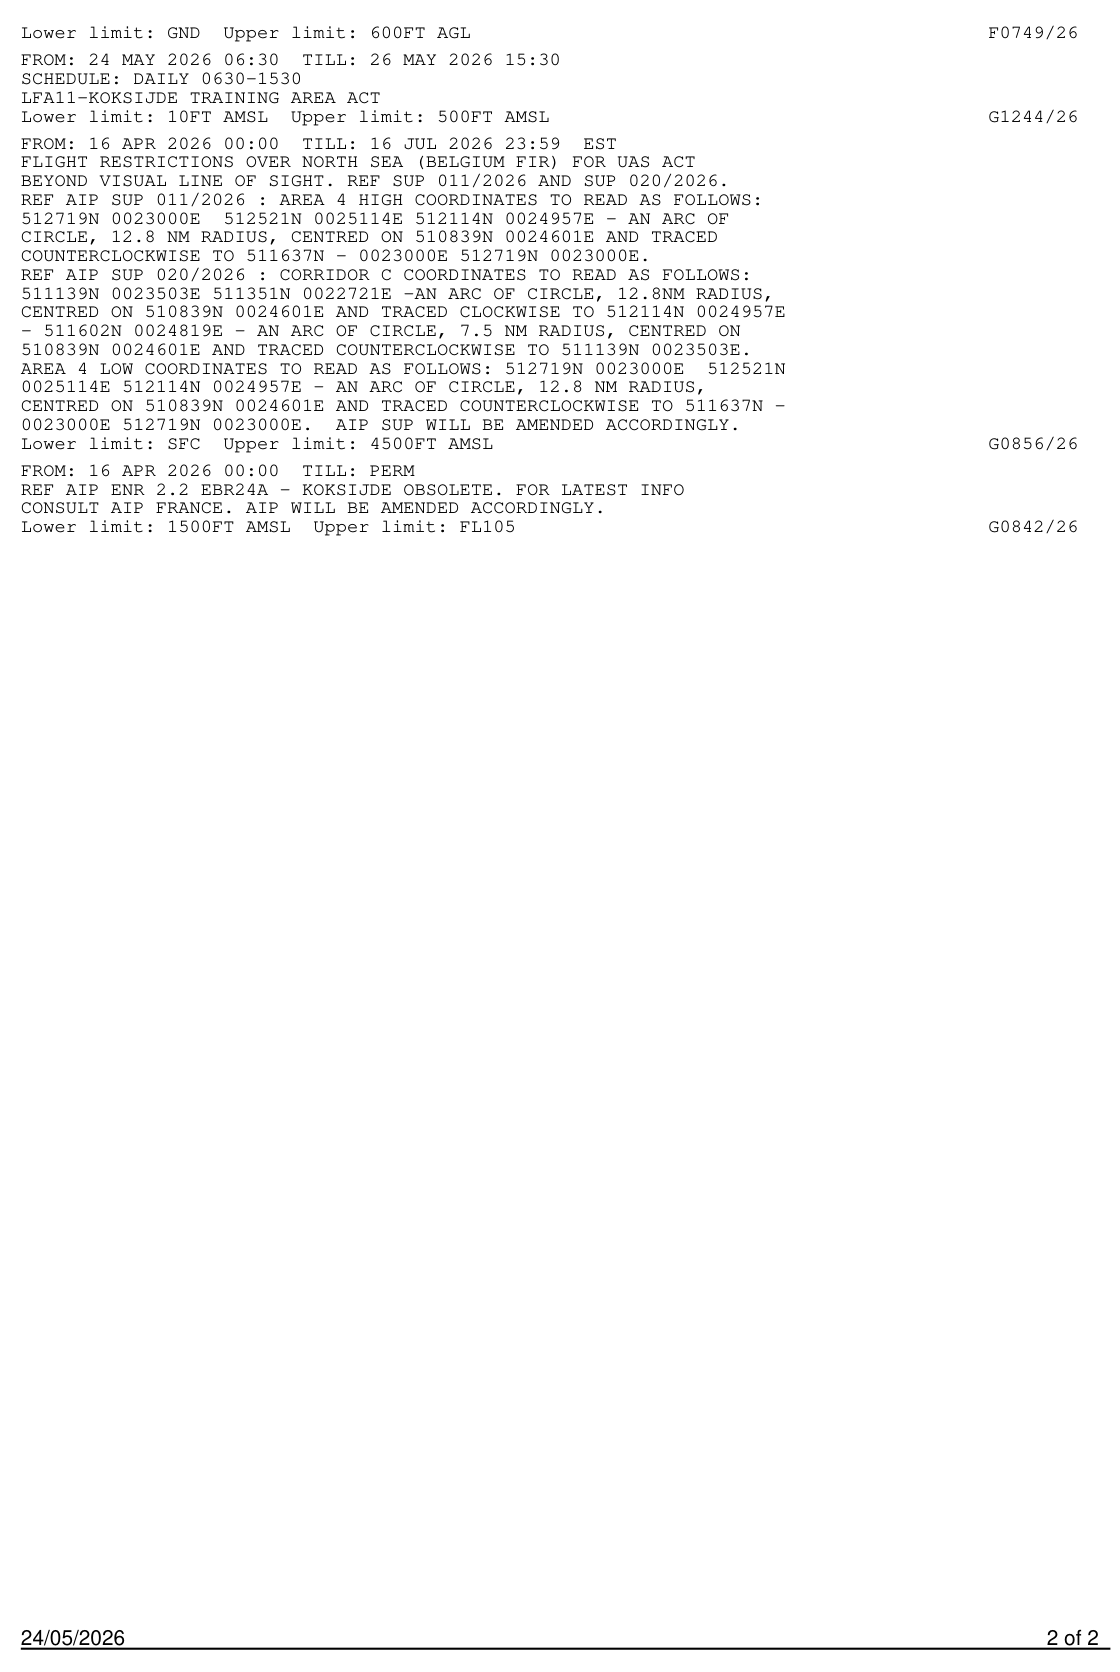 Lower limit: GND  Upper limit: 600FT AGL F0749/26
FROM: 24 MAY 2026 06:30  TILL: 26 MAY 2026 15:30
SCHEDULE: DAILY 0630-1530
LFA11-KOKSIJDE TRAINING AREA ACT
Lower limit: 10FT AMSL  Upper limit: 500FT AMSL G1244/26
FROM: 16 APR 2026 00:00  TILL: 16 JUL 2026 23:59  EST
FLIGHT RESTRICTIONS OVER NORTH SEA (BELGIUM FIR) FOR UAS ACT
BEYOND VISUAL LINE OF SIGHT. REF SUP 011/2026 AND SUP 020/2026.
REF AIP SUP 011/2026 : AREA 4 HIGH COORDINATES TO READ AS FOLLOWS:
512719N 0023000E  512521N 0025114E 512114N 0024957E - AN ARC OF
CIRCLE, 12.8 NM RADIUS, CENTRED ON 510839N 0024601E AND TRACED
COUNTERCLOCKWISE TO 511637N - 0023000E 512719N 0023000E.
REF AIP SUP 020/2026 : CORRIDOR C COORDINATES TO READ AS FOLLOWS:
511139N 0023503E 511351N 0022721E -AN ARC OF CIRCLE, 12.8NM RADIUS,
CENTRED ON 510839N 0024601E AND TRACED CLOCKWISE TO 512114N 0024957E
- 511602N 0024819E - AN ARC OF CIRCLE, 7.5 NM RADIUS, CENTRED ON
510839N 0024601E AND TRACED COUNTERCLOCKWISE TO 511139N 0023503E.
AREA 4 LOW COORDINATES TO READ AS FOLLOWS: 512719N 0023000E  512521N
0025114E 512114N 0024957E - AN ARC OF CIRCLE, 12.8 NM RADIUS,
CENTRED ON 510839N 0024601E AND TRACED COUNTERCLOCKWISE TO 511637N -
0023000E 512719N 0023000E.  AIP SUP WILL BE AMENDED ACCORDINGLY.
Lower limit: SFC  Upper limit: 4500FT AMSL G0856/26
FROM: 16 APR 2026 00:00  TILL: PERM
REF AIP ENR 2.2 EBR24A - KOKSIJDE OBSOLETE. FOR LATEST INFO
CONSULT AIP FRANCE. AIP WILL BE AMENDED ACCORDINGLY.
Lower limit: 1500FT AMSL  Upper limit: FL105 G0842/26
24/05/2026 2 of 2